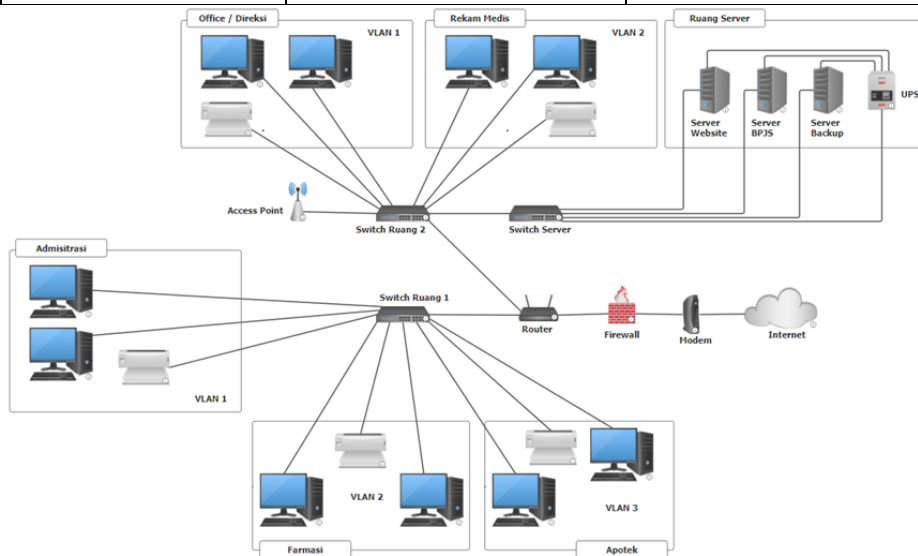 Office / Direksi
VLAN 1
Rekam Medis
VLAN 2
Ruang Server
UPS
Server
Website
Server
BPJS
Server
Backup
Access Point
Switch Ruang 2
Switch Server
Admisitrasi
VLAN 1
Switch Ruang 1
Router
Firewall
Modem
Internet
VLAN 2
Farmasi
VLAN 3
Apotek